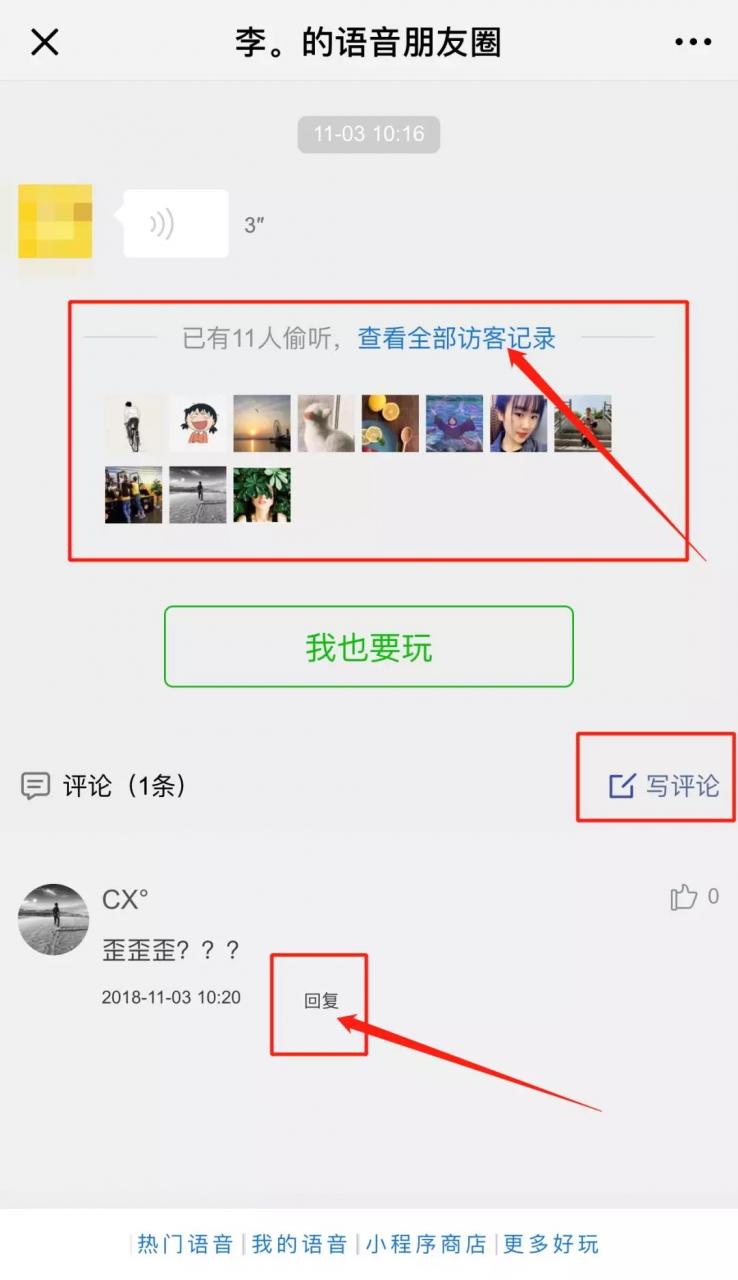 李。的语音朋友圈
11-03 10:16
3″
已有11人偷听，查看全部访客记录
我也要玩
评论（1条）
写评论
CX°
0
歪歪歪？？？
2018-11-03 10:20
回复
热门语音|我的语音|小程序商店|更多好玩